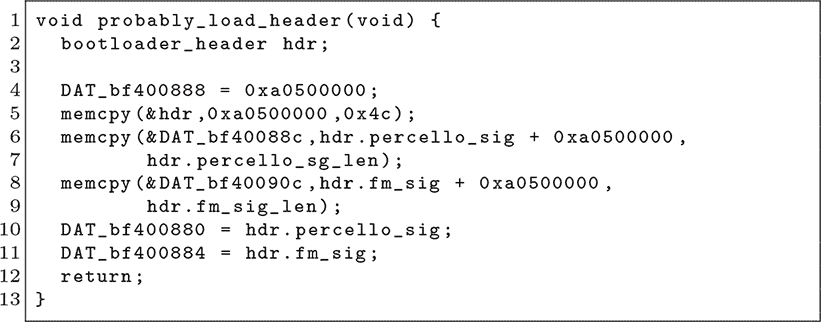 1 void probably_load_header(void) {
2   bootloader_header hdr;
3
4   DAT_bf400888 = 0xa0500000;
5   memcpy(&hdr,0xa0500000,0x4c);
6   memcpy(&DAT_bf40088c,hdr.percello_sig + 0xa0500000,
7          hdr.percello_sg_len);
8   memcpy(&DAT_bf40090c,hdr.fm_sig + 0xa0500000,
9          hdr.fm_sig_len);
10   DAT_bf400880 = hdr.percello_sig;
11   DAT_bf400884 = hdr.fm_sig;
12   return;
13 }